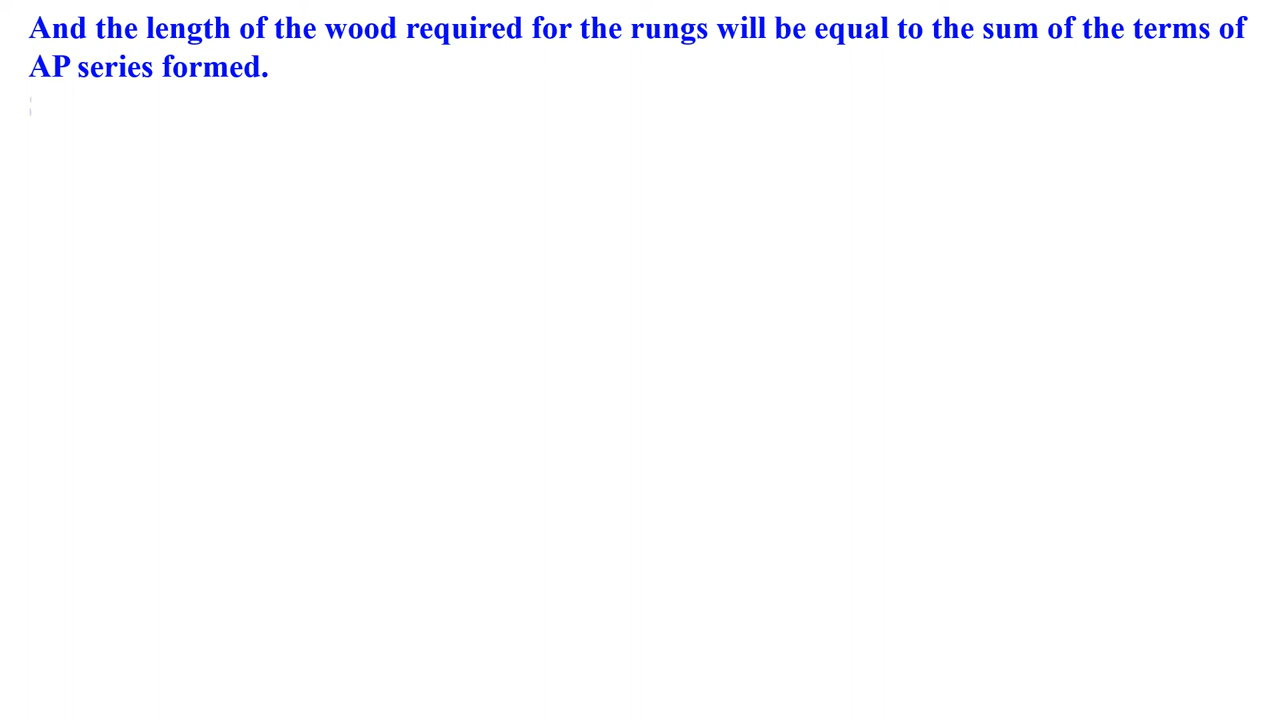 And the length of the wood required for the rungs will be equal to the sum of the terms of
AP series formed.